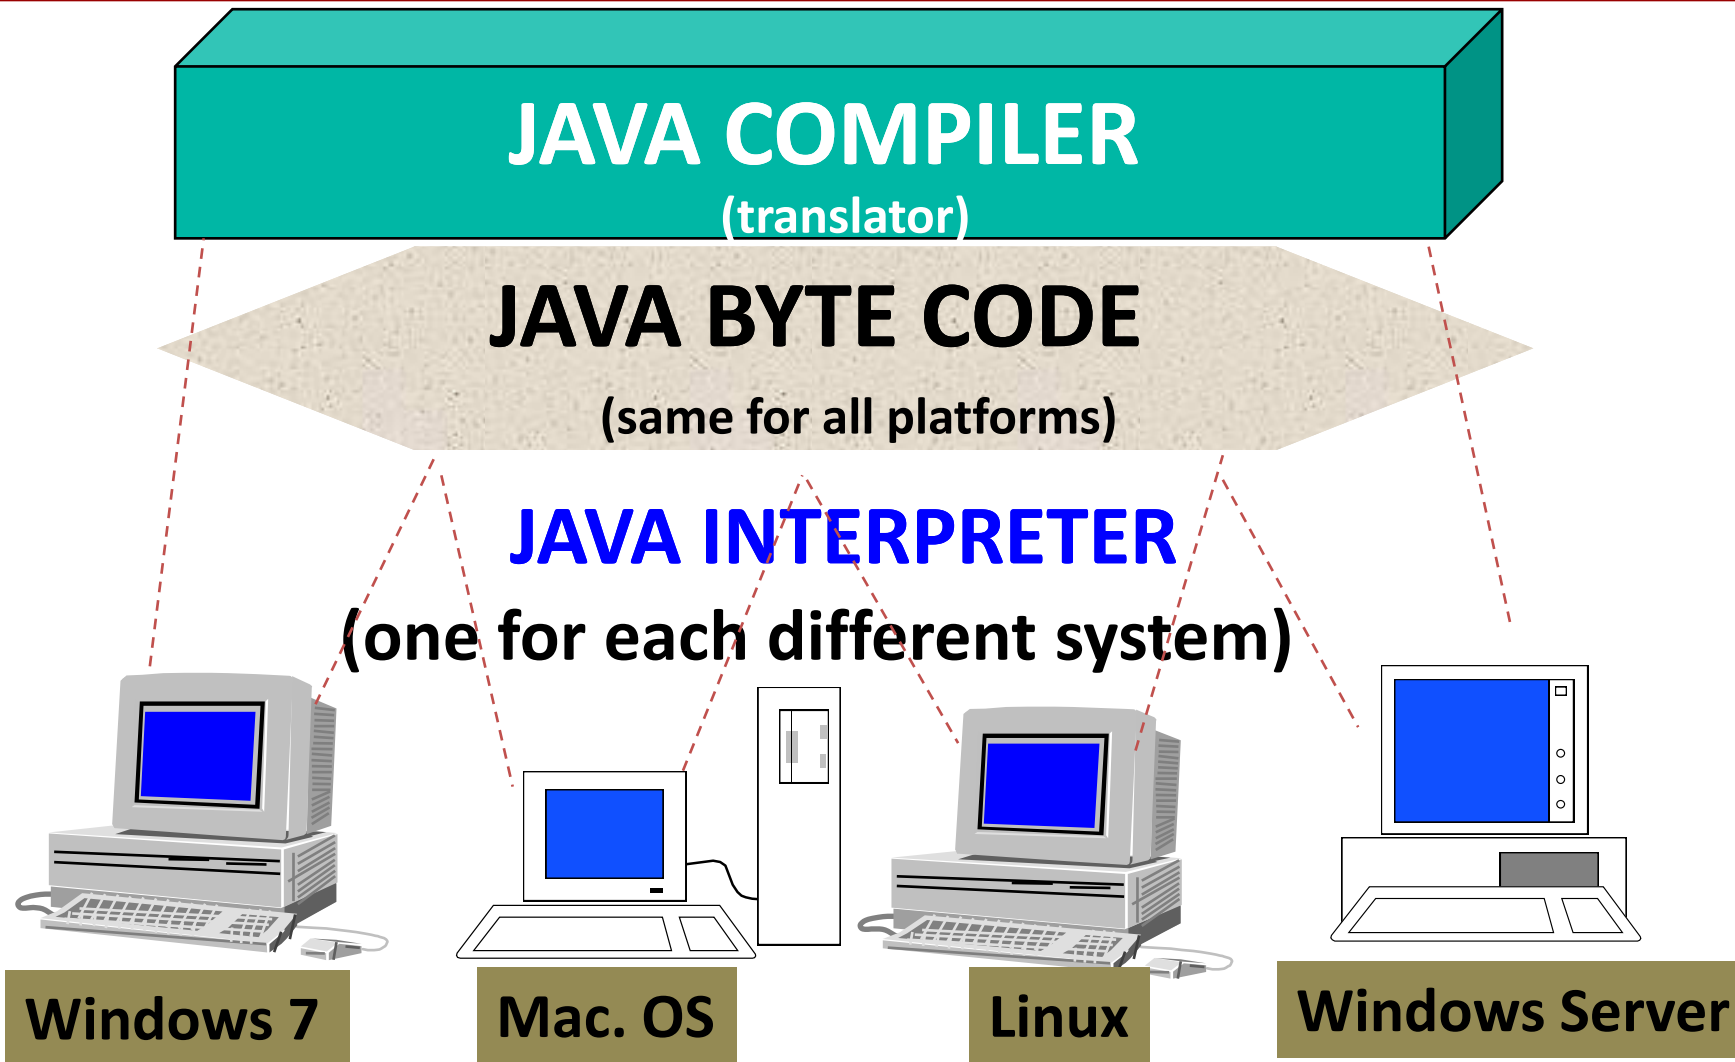 JAVA COMPILER
(translator)
JAVA BYTE CODE
(same for all platforms)
JAVA INTERPRETER
(one for each different system)
Windows 7
Mac. OS
Linux
Windows Server